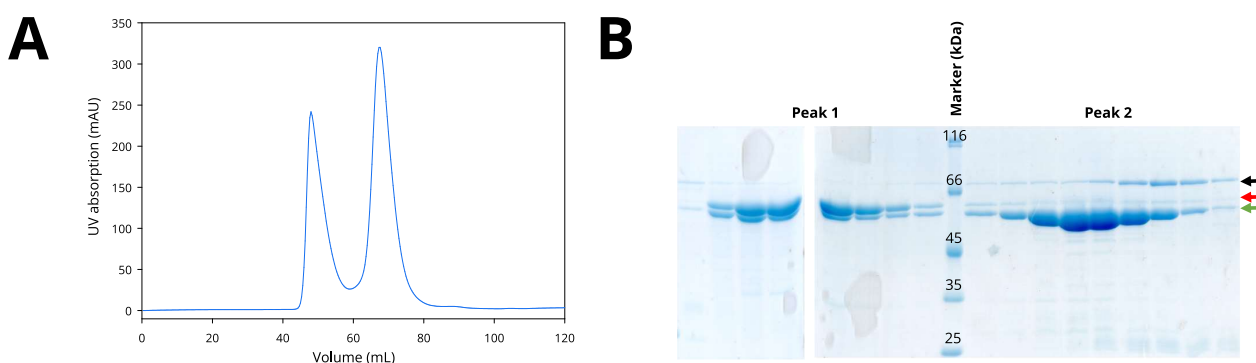 A
350
300
250
200
150
100
50
0
UV absorption (mAU)
0 20 40 60 80 100 120
Volume (mL)
B
Peak 1
Marker (kDa)
Peak 2
116
66
45
35
25